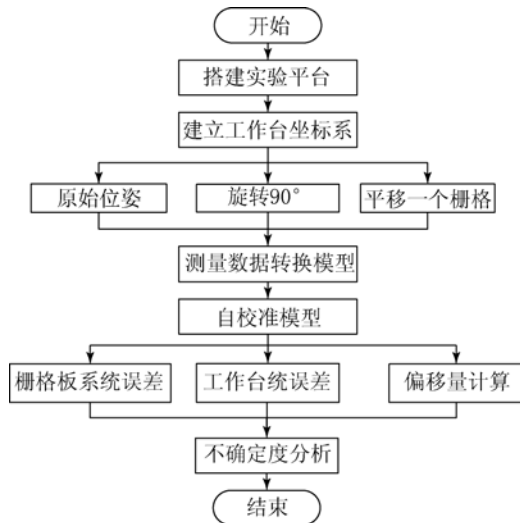 开始
搭建实验平台
建立工作台坐标系
原始位姿
旋转90°
平移一个栅格
测量数据转换模型
自校准模型
栅格板系统误差
工作台统误差
偏移量计算
不确定度分析
结束